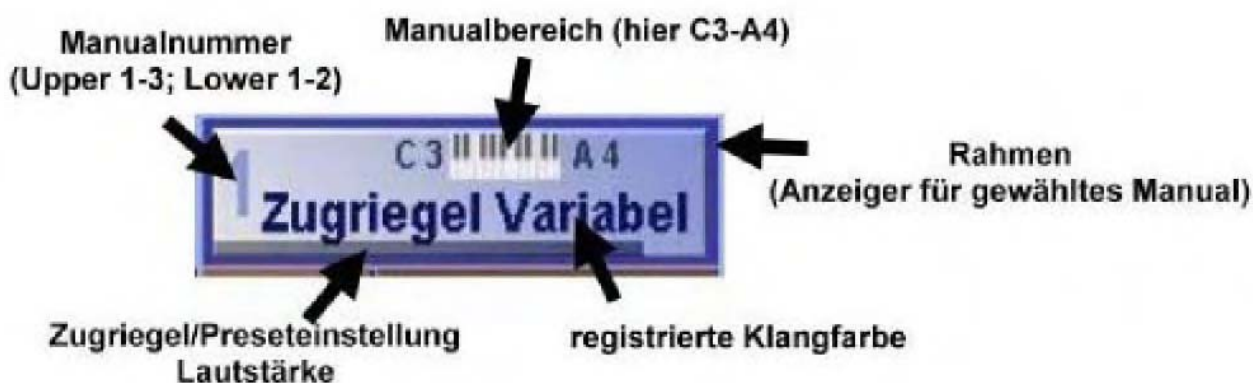 Manualnummer
(Upper 1-3; Lower 1-2)
Manualbereich (hier C3-A4)
1
C3 A4
Zugriegel Variabel
Rahmen
(Anzeiger für gewähltes Manual)
Zugriegel/Preseteinstellung
Lautstärke
registrierte Klangfarbe